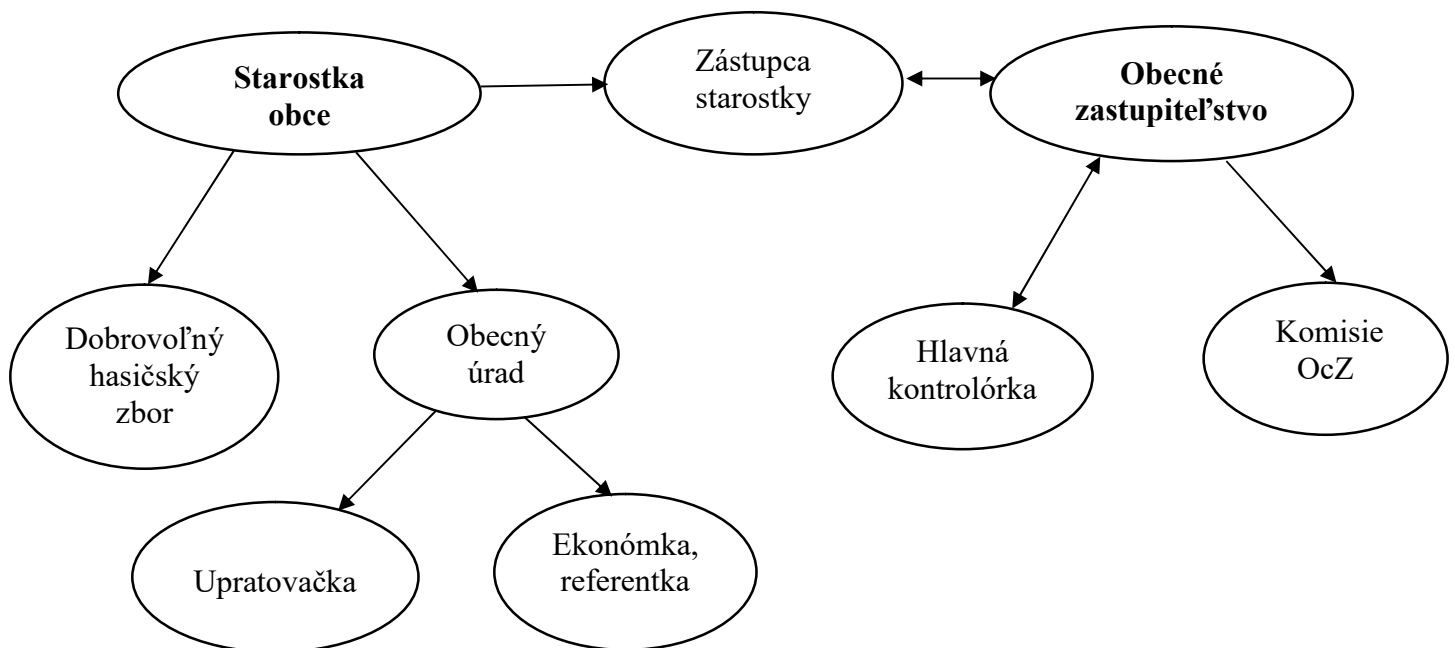 Starostka
obce
Zástupca
starostky
Obecné
zastupiteľstvo
Dobrovoľný
hasičský
zbor
Obecný
úrad
Hlavná
kontrolórka
Komisie
OcZ
Upratovačka
Ekonómka,
referentka